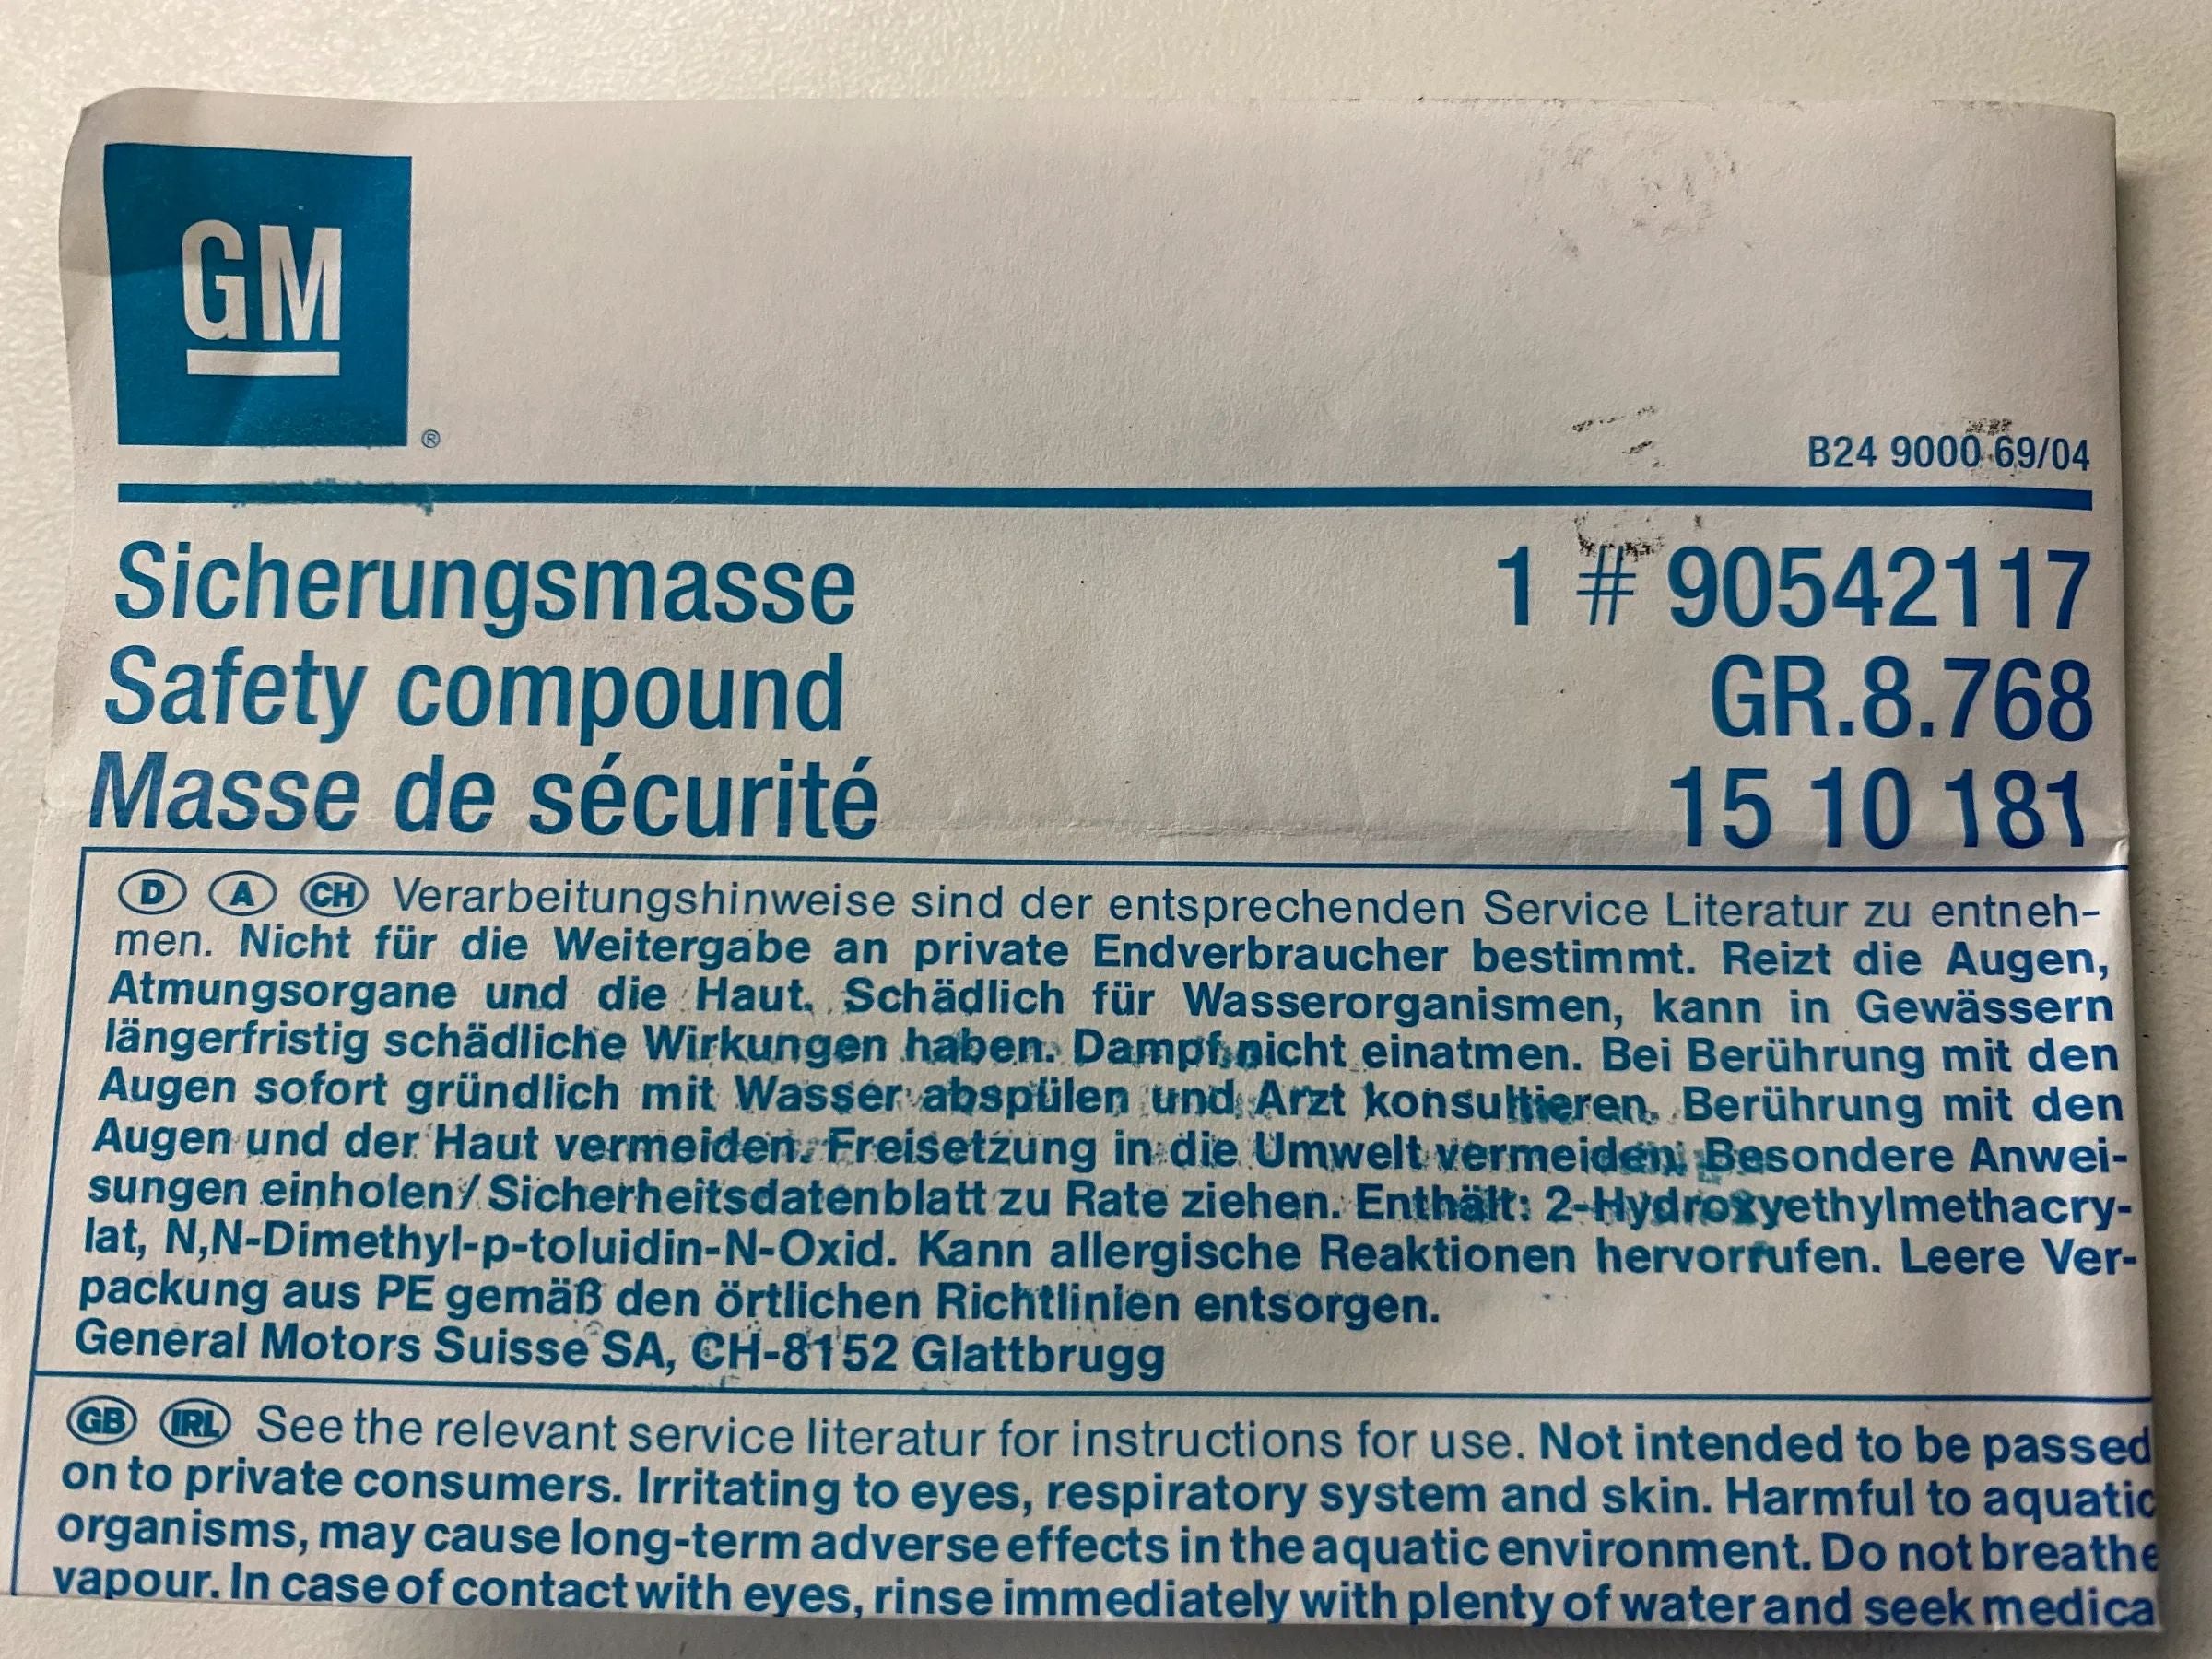 GM
®
B24 9000 69/04
Sicherungsmasse 1 # 90542117
Safety compound GR.8.768
Masse de sécurité 15 10 181
D A CH Verarbeitungshinweise sind der entsprechenden Service Literatur zu entneh-
men. Nicht für die Weitergabe an private Endverbraucher bestimmt. Reizt die Augen,
Atmungsorgane und die Haut. Schädlich für Wasserorganismen, kann in Gewässern
längerfristig schädliche Wirkungen haben. Dampf nicht einatmen. Bei Berührung mit den
Augen sofort gründlich mit Wasser abspülen und Arzt konsultieren. Berührung mit den
Augen und der Haut vermeiden. Freisetzung in die Umwelt vermeiden. Besondere Anwei-
sungen einholen/Sicherheitsdatenblatt zu Rate ziehen. Enthält: 2-Hydroxyethylmethacry-
lat, N,N-Dimethyl-p-toluidin-N-Oxid. Kann allergische Reaktionen hervorrufen. Leere Ver-
packung aus PE gemäß den örtlichen Richtlinien entsorgen.
General Motors Suisse SA, CH-8152 Glattbrugg
GB IRL See the relevant service literatur for instructions for use. Not intended to be passed
on to private consumers. Irritating to eyes, respiratory system and skin. Harmful to aquatic
organisms, may cause long-term adverse effects in the aquatic environment. Do not breathe
vapour. In case of contact with eyes, rinse immediately with plenty of water and seek medica